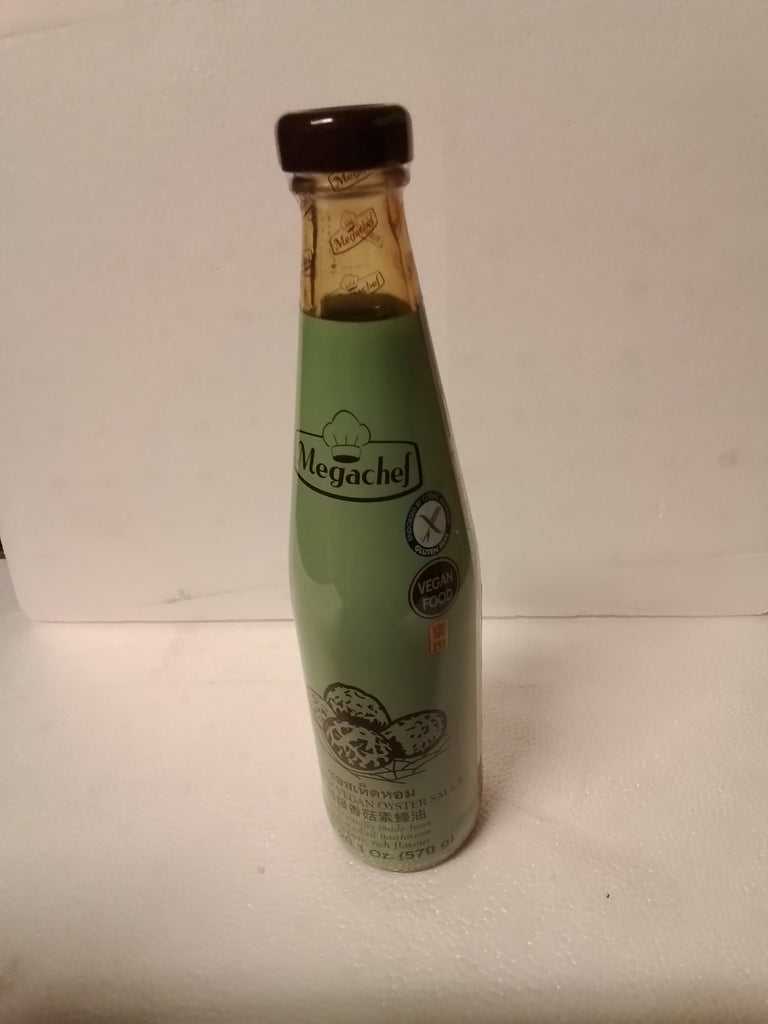 Megachef
Megachef
Megachef
GLUTEN FREE
VEGAN
FOOD
ซอสเห็ดหอม
VEGAN OYSTER SAUCE
香菇素蠔油
made from
mushroom
rich flavour
Oz. (570 g)